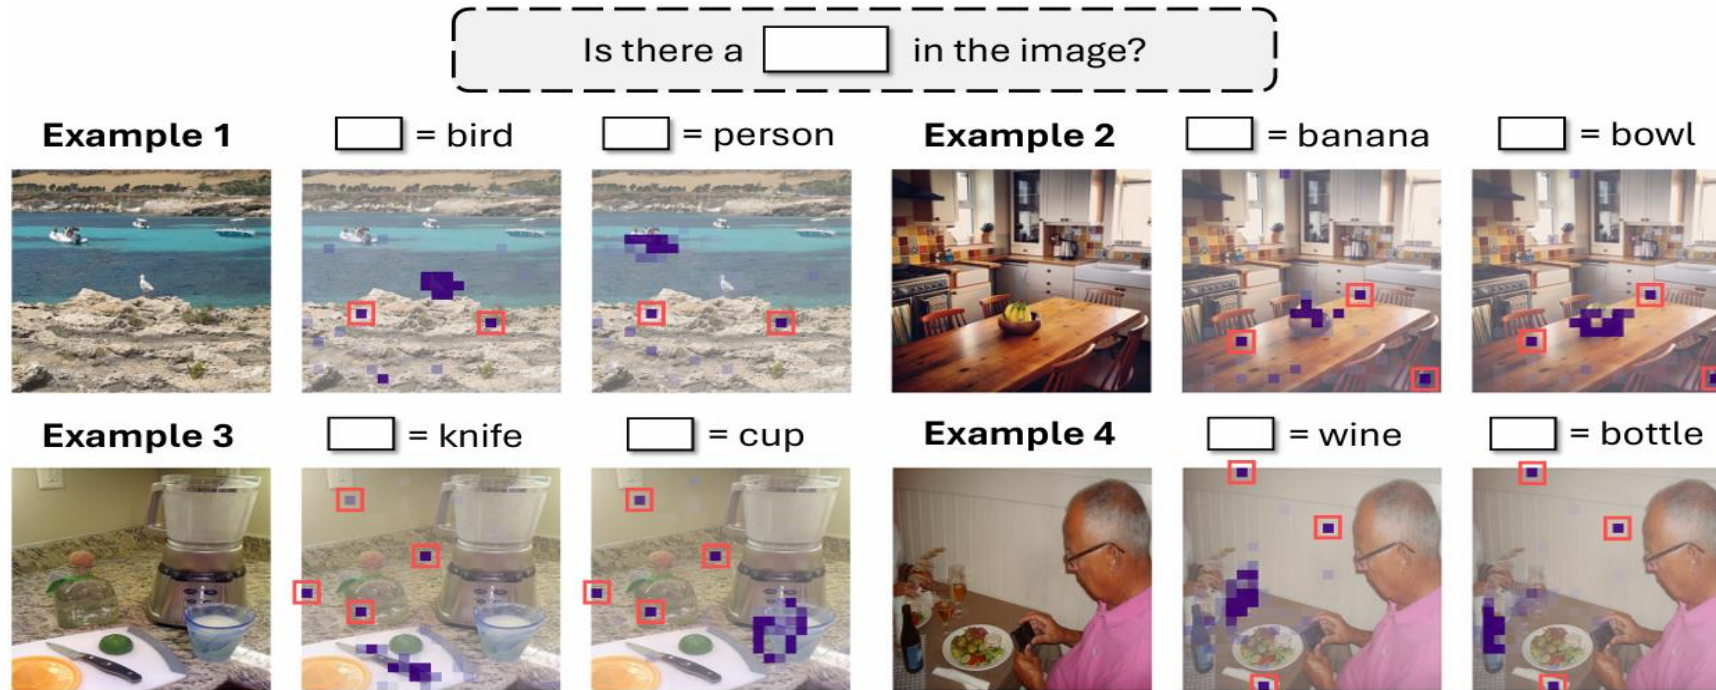 Is there a in the image?
Example 1 = bird = person Example 2 = banana = bowl
Example 3 = knife = cup Example 4 = wine = bottle